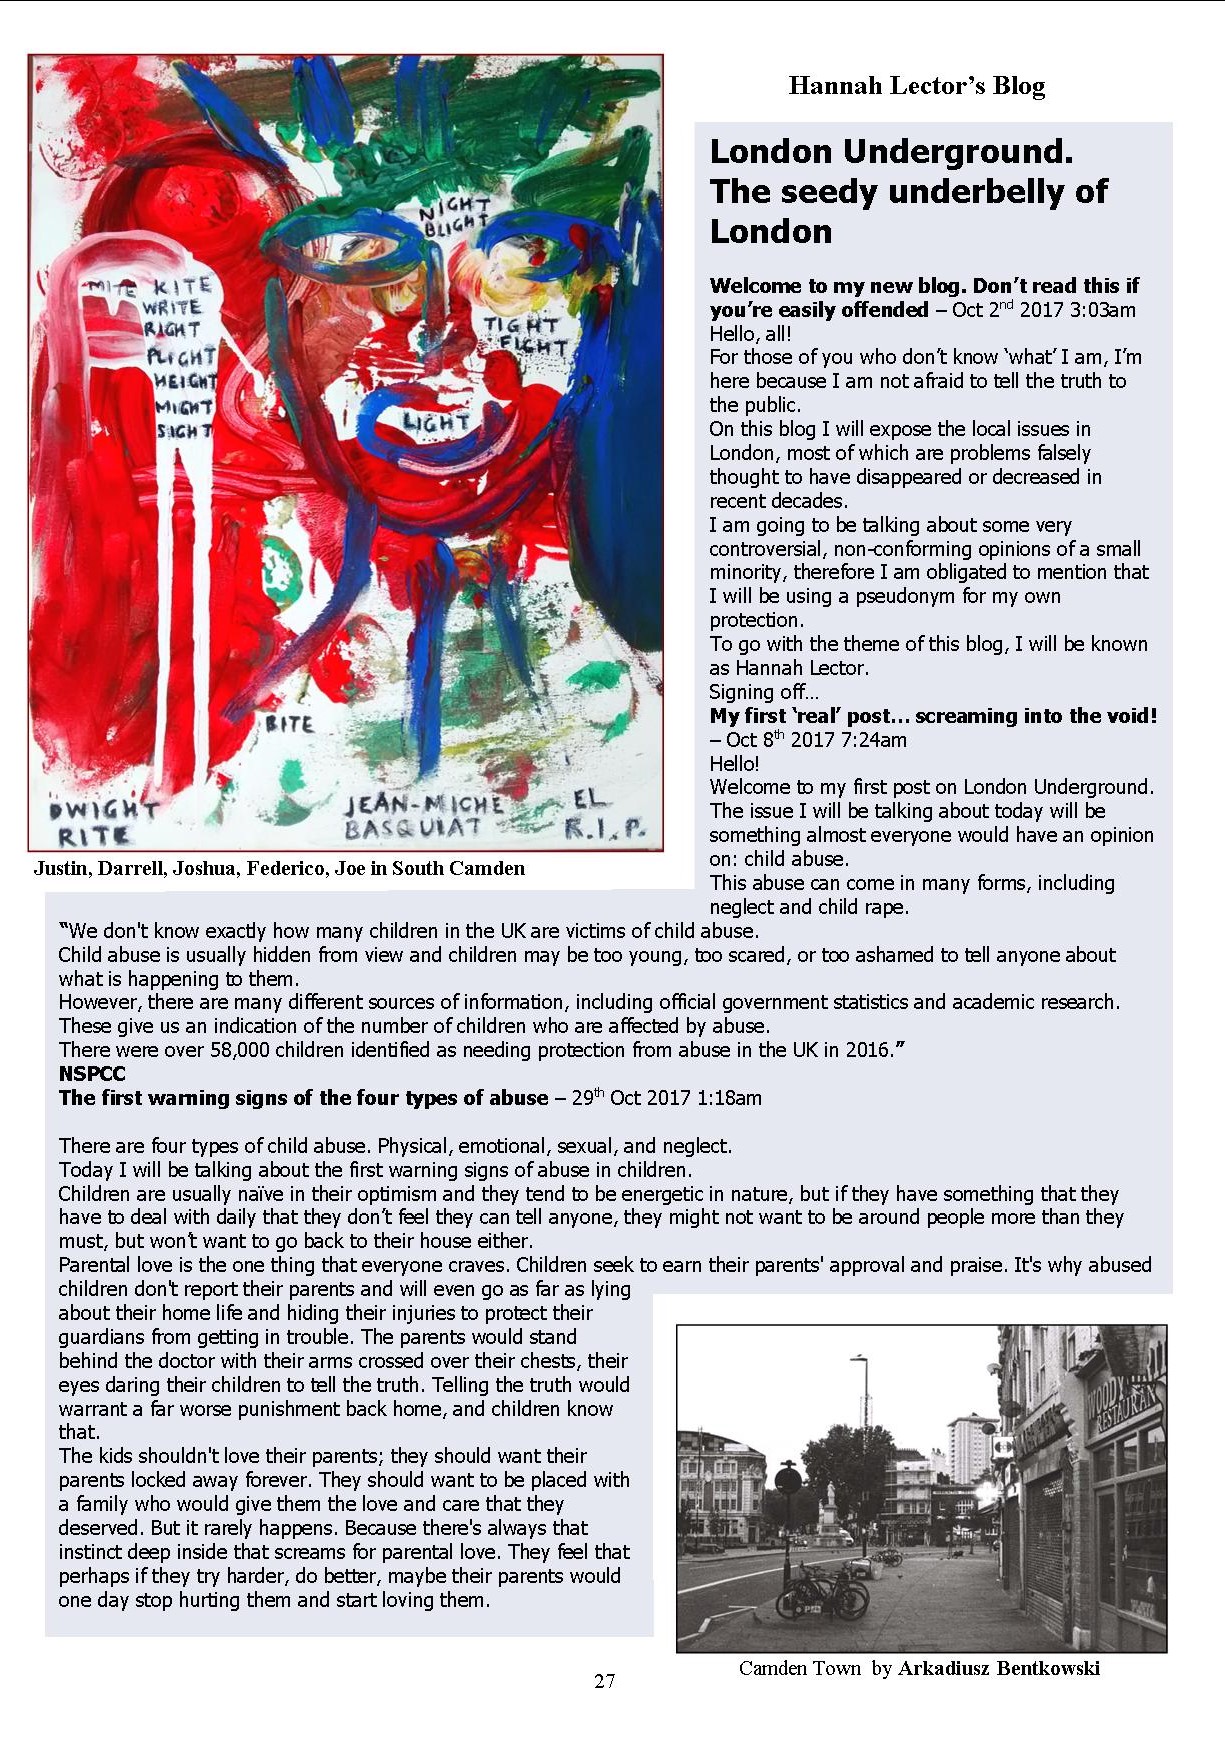 Hannah Lector’s Blog
NIGHT
BLIGHT
MITE KITE
WRITE
RIGHT
PLIGHT
HEIGHT
MIGHT
SIGHT
TIGHT
FIGHT
LIGHT
BITE
DWIGHT
RITE
JEAN-MICHE
BASQUIAT
EL
R.I.P.
Justin, Darrell, Joshua, Federico, Joe in South Camden
London Underground.
The seedy underbelly of
London
Welcome to my new blog. Don’t read this if
you’re easily offended – Oct 2nd 2017 3:03am
Hello, all!
For those of you who don’t know ‘what’ I am, I’m
here because I am not afraid to tell the truth to
the public.
On this blog I will expose the local issues in
London, most of which are problems falsely
thought to have disappeared or decreased in
recent decades.
I am going to be talking about some very
controversial, non-conforming opinions of a small
minority, therefore I am obligated to mention that
I will be using a pseudonym for my own
protection.
To go with the theme of this blog, I will be known
as Hannah Lector.
Signing off…
My first ‘real’ post… screaming into the void!
– Oct 8th 2017 7:24am
Hello!
Welcome to my first post on London Underground.
The issue I will be talking about today will be
something almost everyone would have an opinion
on: child abuse.
This abuse can come in many forms, including
neglect and child rape.
“We don't know exactly how many children in the UK are victims of child abuse.
Child abuse is usually hidden from view and children may be too young, too scared, or too ashamed to tell anyone about
what is happening to them.
However, there are many different sources of information, including official government statistics and academic research.
These give us an indication of the number of children who are affected by abuse.
There were over 58,000 children identified as needing protection from abuse in the UK in 2016.”
NSPCC
The first warning signs of the four types of abuse – 29th Oct 2017 1:18am
There are four types of child abuse. Physical, emotional, sexual, and neglect.
Today I will be talking about the first warning signs of abuse in children.
Children are usually naïve in their optimism and they tend to be energetic in nature, but if they have something that they
have to deal with daily that they don’t feel they can tell anyone, they might not want to be around people more than they
must, but won’t want to go back to their house either.
Parental love is the one thing that everyone craves. Children seek to earn their parents' approval and praise. It's why abused
children don't report their parents and will even go as far as lying
about their home life and hiding their injuries to protect their
guardians from getting in trouble. The parents would stand
behind the doctor with their arms crossed over their chests, their
eyes daring their children to tell the truth. Telling the truth would
warrant a far worse punishment back home, and children know
that.
The kids shouldn't love their parents; they should want their
parents locked away forever. They should want to be placed with
a family who would give them the love and care that they
deserved. But it rarely happens. Because there's always that
instinct deep inside that screams for parental love. They feel that
perhaps if they try harder, do better, maybe their parents would
one day stop hurting them and start loving them.
WOODY
RESTAURAN
Camden Town by Arkadiusz Bentkowski
27